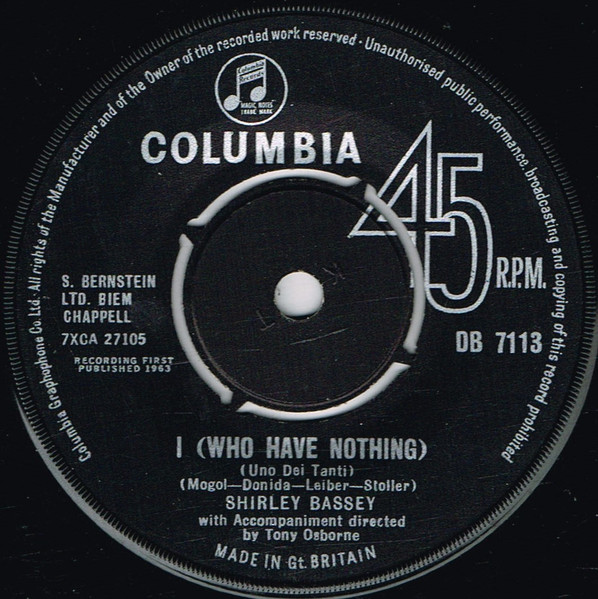 Columbia Graphophone Co. Ltd. All rights of the Manufacturer and of the Owner of the recorded work reserved · Unauthorised public performance, broadcasting and copying of this record prohibited
Columbia
Records
MAGIC NOTES
TRADE MARK
COLUMBIA
45
R.P.M.
S. BERNSTEIN
LTD. BIEM
CHAPPELL
7XCA 27105
DB 7113
RECORDING FIRST
PUBLISHED 1963
I (WHO HAVE NOTHING)
(Uno Dei Tanti)
(Mogol—Donida—Leiber—Stoller)
SHIRLEY BASSEY
with Accompaniment directed
by Tony Osborne
MADE IN Gt. BRITAIN